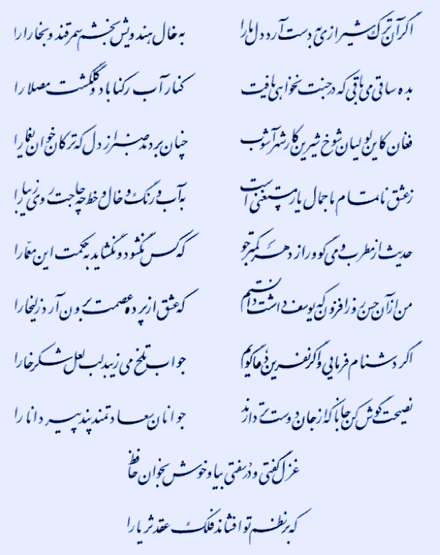 اگر آن ترک شیرازی به دست آرد دل ما را به خال هندویش بخشم سمرقند و بخارا را
بده ساقی می باقی که در جنت نخواهی یافت کنار آب رکناباد و گلگشت مصلا را
فغان کاین لولیان شوخ شیرین کار شهرآشوب چنان بردند صبر از دل که ترکان خوان یغما را
ز عشق ناتمام ما جمال یار مستغنی است به آب و رنگ و خال و خط چه حاجت روی زیبا را
حدیث از مطرب و می گو و راز دهر کمتر جو که کس نگشود و نگشاید به حکمت این معما را
من از آن حسن روزافزون که یوسف داشت دانستم که عشق از پرده عصمت برون آرد زلیخا را
اگر دشنام فرمایی و گر نفرین دعا گویم جواب تلخ می زیبد لب لعل شکرخا را
نصیحت گوش کن جانا که از جان دوست تر دارند جوانان سعادتمند پند پیر دانا را
غزل گفتی و در سفتی بیا و خوش بخوان حافظ
که بر نظم تو افشاند فلک عقد ثریا را